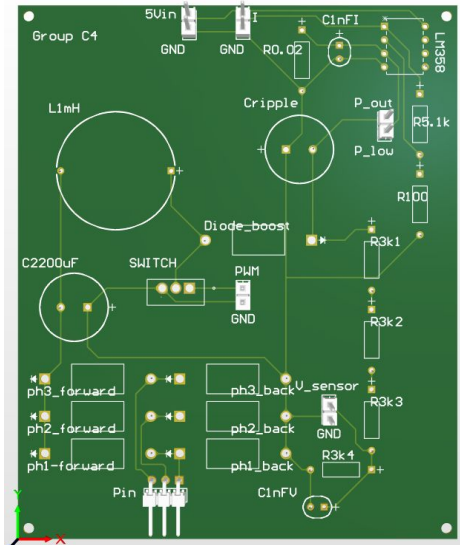 5Vin I C1nFI
Group C4
GND GND R0.02 LM358
Cripple P_out
L1mH R5.1k
P_low
R100
Diode_boost
R3k1
C2200uF SWITCH PWM
GND R3k2
ph3_forward ph3_back V_sensor
ph2_forward ph2_back R3k3
GND
ph1-forward ph1_back R3k4
Pin C1nFV
Y
X